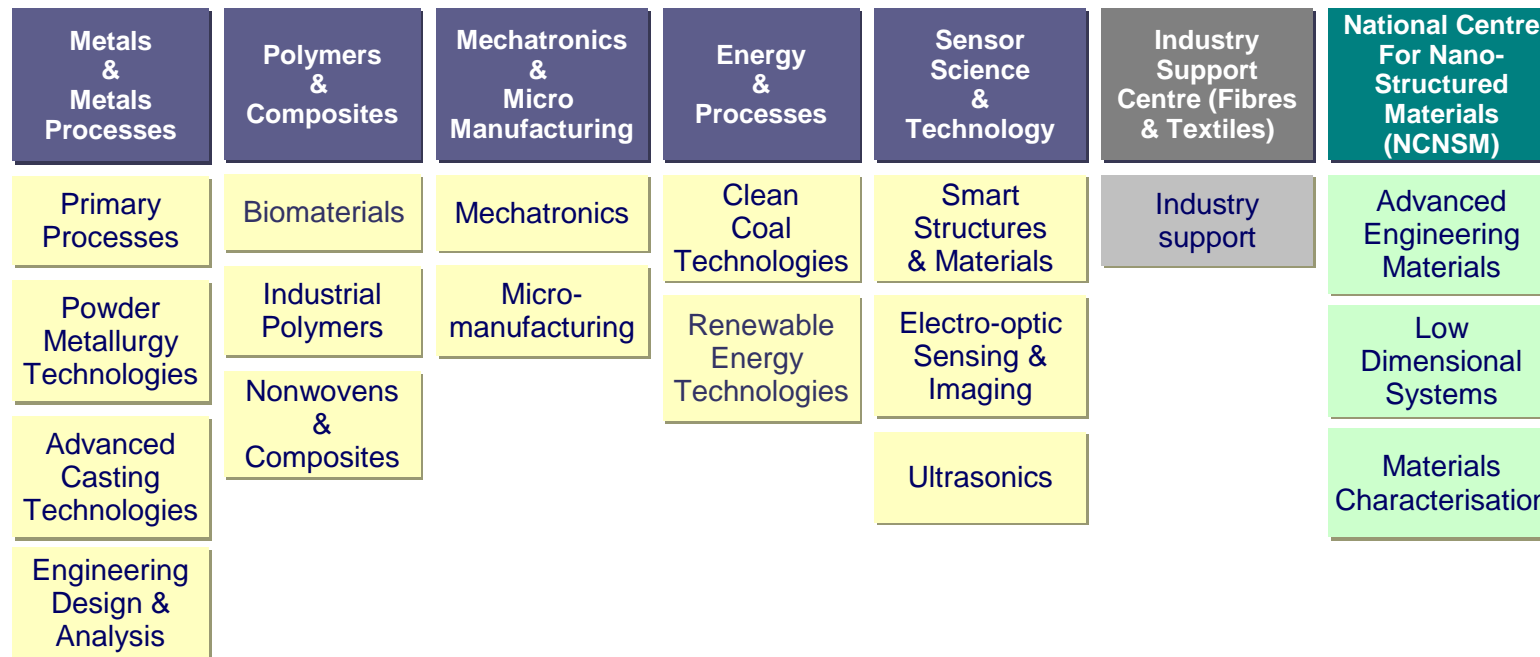 Metals
&
Metals
Processes
Polymers
&
Composites
Mechatronics
&
Micro
Manufacturing
Energy
&
Processes
Sensor
Science
&
Technology
Industry
Support
Centre (Fibres
& Textiles)
National Centre
For Nano-
Structured
Materials
(NCNSM)
Primary
Processes
Powder
Metallurgy
Technologies
Advanced
Casting
Technologies
Engineering
Design &
Analysis
Biomaterials
Industrial
Polymers
Nonwovens
&
Composites
Mechatronics
Micro-
manufacturing
Clean
Coal
Technologies
Renewable
Energy
Technologies
Smart
Structures
& Materials
Electro-optic
Sensing &
Imaging
Ultrasonics
Industry
support
Advanced
Engineering
Materials
Low
Dimensional
Systems
Materials
Characterisation